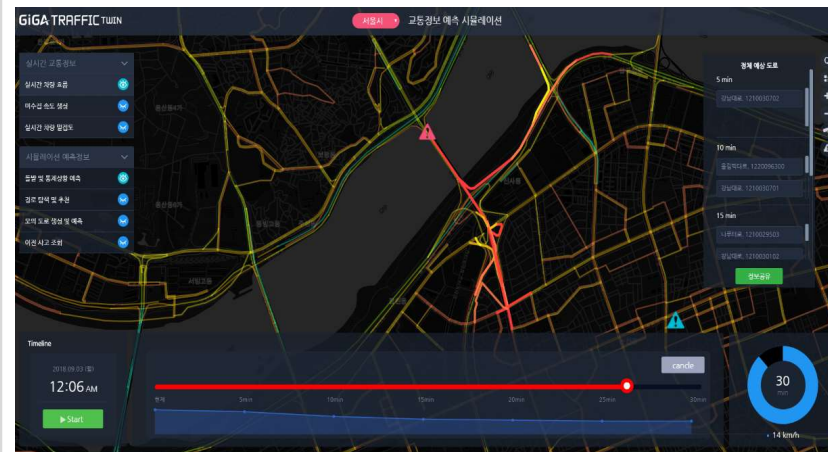 GiGA TRAFFIC TWIN
서울시
교통정보 예측 시뮬레이션
실시간 교통정보
실시간 차량 흐름
미수집 속도 생성
실시간 차량 밀집도
시뮬레이션 예측정보
돌발 및 통제상황 예측
경로 탐색 및 추천
모의 도로 생성 및 예측
이전 사고 조회
정체 예상 도로
5 min
강남대로, 1210030702
10 min
1220096300
강남대로, 1210030701
15 min
나루터로, 1210029503
강남대로, 1210030102
정보공유
Timeline
2018.09.03 (월)
12:06 AM
Start
cancle
현재
5min
10min
15min
20min
25min
30min
30
min
14 km/h